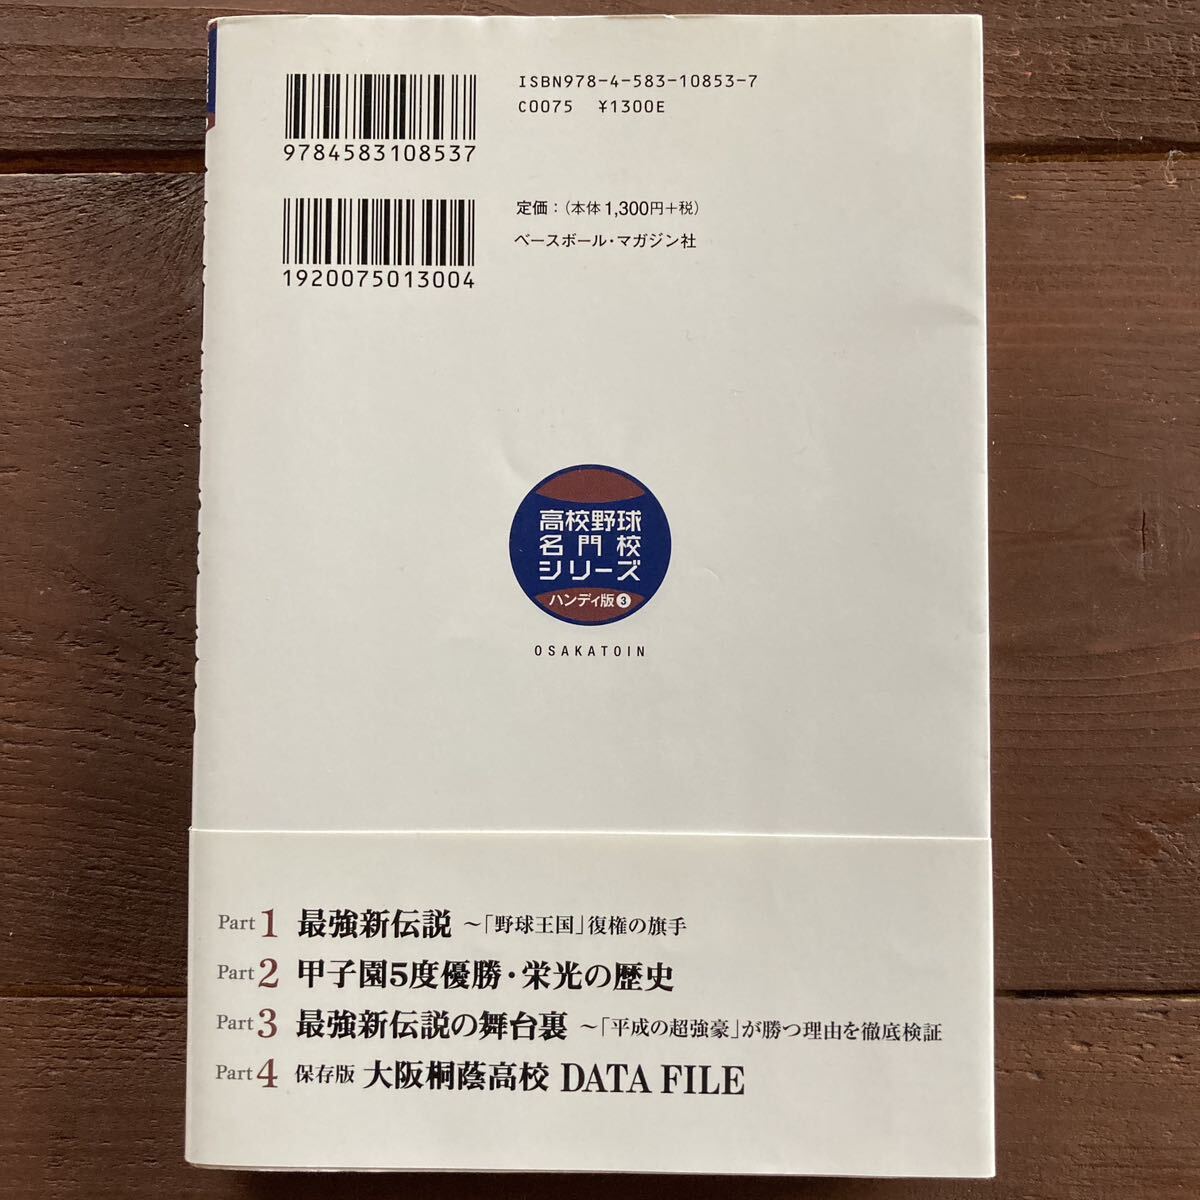 ISBN978-4-583-10853-7
C0075 ¥1300E
9784583108537
定価：（本体1,300円＋税）
ベースボール・マガジン社
1920075013004
高校野球
名門校
シリーズ
ハンディ版3
OSAKATOIN
Part 1 最強新伝説 ～「野球王国」復権の旗手
Part 2 甲子園5度優勝・栄光の歴史
Part 3 最強新伝説の舞台裏 ～「平成の超強豪」が勝つ理由を徹底検証
Part 4 保存版 大阪桐蔭高校 DATA FILE